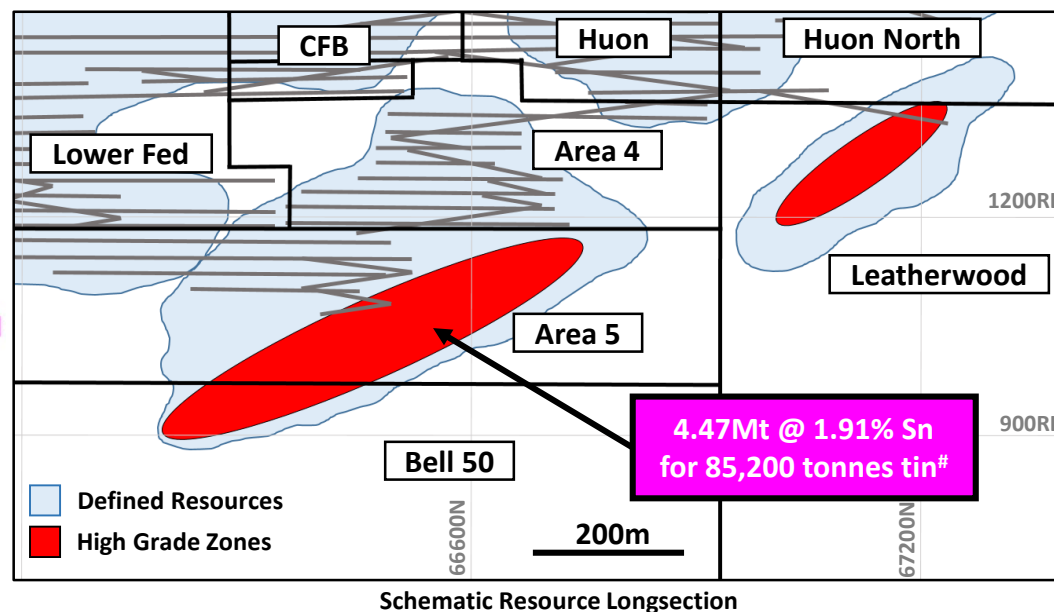 CFB
Huon
Huon North
Lower Fed
Area 4
1200RL
Leatherwood
Area 5
4.47Mt @ 1.91% Sn
for 85,200 tonnes tin#
900RL
Bell 50
Defined Resources
High Grade Zones
66600N
200m
67200N
Schematic Resource Longsection